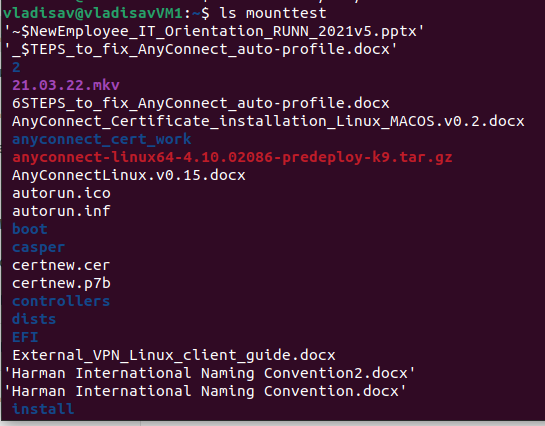 vladisav@vladisavVM1:~$ ls mounttest
'~$NewEmployee_IT_Orientation_RUNN_2021v5.pptx'
'_$TEPS_to_fix_AnyConnect_auto-profile.docx'
2
21.03.22.mkv
6STEPS_to_fix_AnyConnect_auto-profile.docx
AnyConnect_Certificate_installation_Linux_MACOS.v0.2.docx
anyconnect_cert_work
anyconnect-linux64-4.10.02086-predeploy-k9.tar.gz
AnyConnectLinux.v0.15.docx
autorun.ico
autorun.inf
boot
casper
certnew.cer
certnew.p7b
controllers
dists
EFI
External_VPN_Linux_client_guide.docx
'Harman International Naming Convention2.docx'
'Harman International Naming Convention.docx'
install